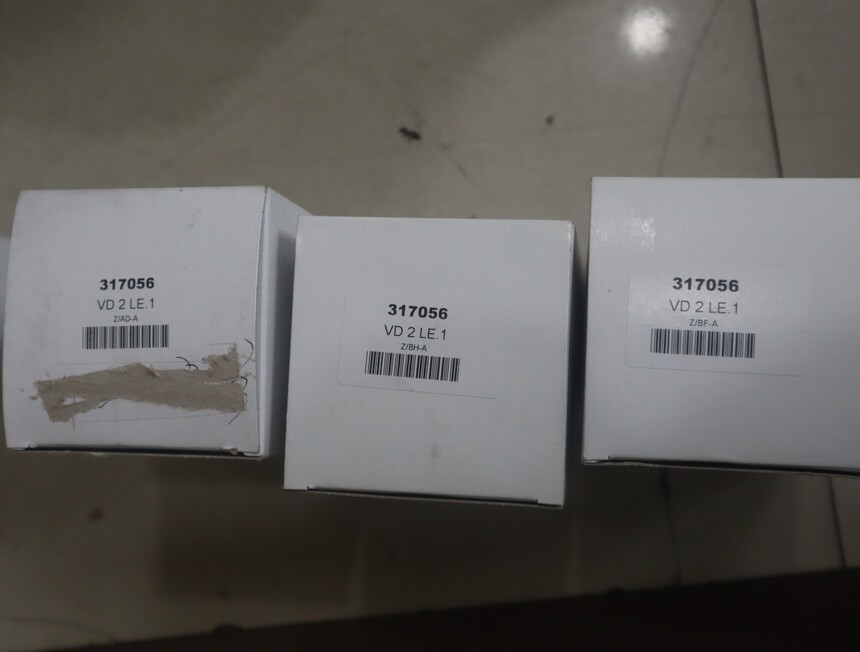 317056
VD 2 LE.1
Z/AD-A
317056
VD 2 LE.1
Z/BH-A
317056
VD 2 LE.1
Z/BF-A